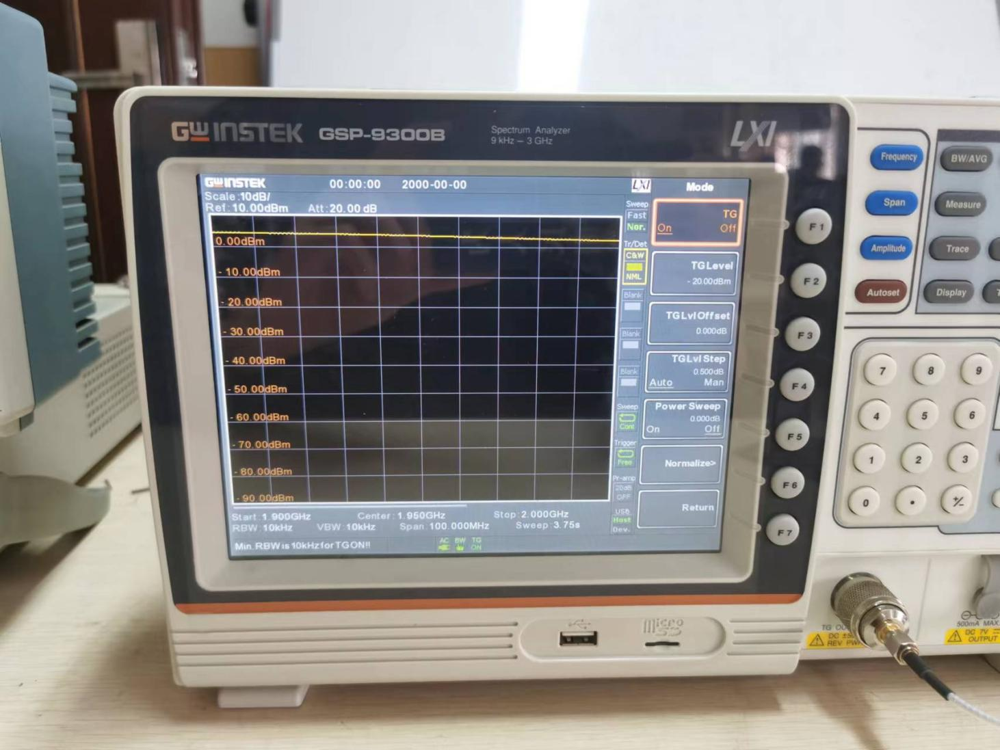 GW INSTEK GSP-9300B Spectrum Analyzer LXI
9 kHz – 3 GHz
GW INSTEK 00:00:00 2000-00-00 LXI Mode
Scale:10dB/
Ref:10.00dBm Att:20.00 dB
0.00dBm
-10.00dBm
-20.00dBm
-30.00dBm
-40.00dBm
-50.00dBm
-60.00dBm
-70.00dBm
-80.00dBm
-90.00dBm
Start:1.900GHz Center:1.950GHz Stop:2.000GHz
RBW:10kHz VBW:10kHz Span:100.000MHz Sweep:3.75s
Min.RBW is 10kHz for TG ON!!
AC BW TG
ON
Sweep
Fast
Nor.
Tr/Det
C&W
NML
Blank
Blank
Blank
Sweep
Cont
Trigger
Free
Pr-amp
20dB
OFF
USB
Host
Dev.
TG
On Off
TG Level
-20.00dBm
TG Lvl Offset
0.000dB
TG Lvl Step
0.500dB
Auto Man
Power Sweep
0.000dB
On Off
Normalize>
Return
F1
F2
F3
F4
F5
F6
F7
Frequency BW/AVG
Span Measure
Amplitude Trace
Autoset Display
7 8 9
4 5 6
1 2 3
0 • +/-
micro
SD
TG
DC
REV
500mA MAX.
DC 7V
OUTPUT